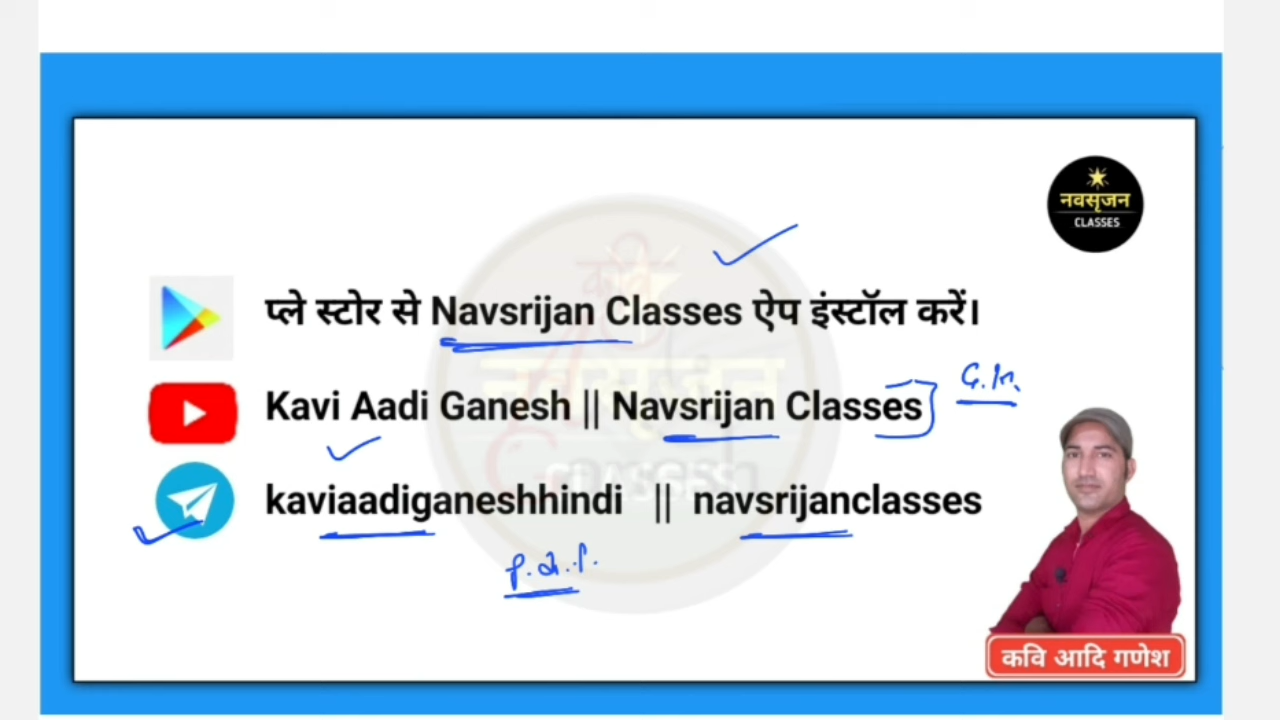 नवसृजन
CLASSES
प्ले स्टोर से Navsrijan Classes ऐप इंस्टॉल करें।
Kavi Aadi Ganesh || Navsrijan Classes
kaviaadiganeshhindi || navsrijanclasses
कवि आदि गणेश